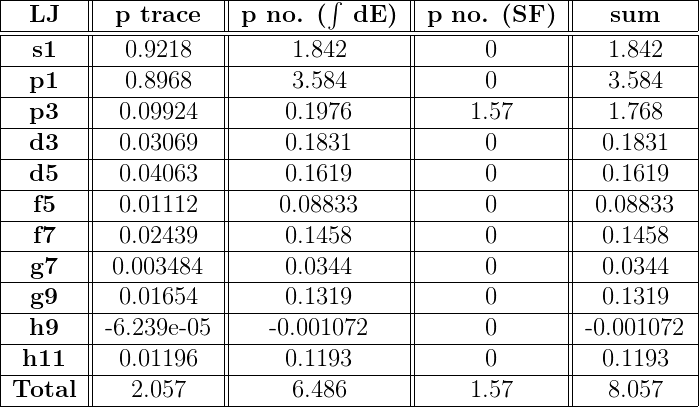 LJ p trace p no. (∫ dE) p no. (SF) sum
s1 0.9218 1.842 0 1.842
p1 0.8968 3.584 0 3.584
p3 0.09924 0.1976 1.57 1.768
d3 0.03069 0.1831 0 0.1831
d5 0.04063 0.1619 0 0.1619
f5 0.01112 0.08833 0 0.08833
f7 0.02439 0.1458 0 0.1458
g7 0.003484 0.0344 0 0.0344
g9 0.01654 0.1319 0 0.1319
h9 -6.239e-05 -0.001072 0 -0.001072
h11 0.01196 0.1193 0 0.1193
Total 2.057 6.486 1.57 8.057